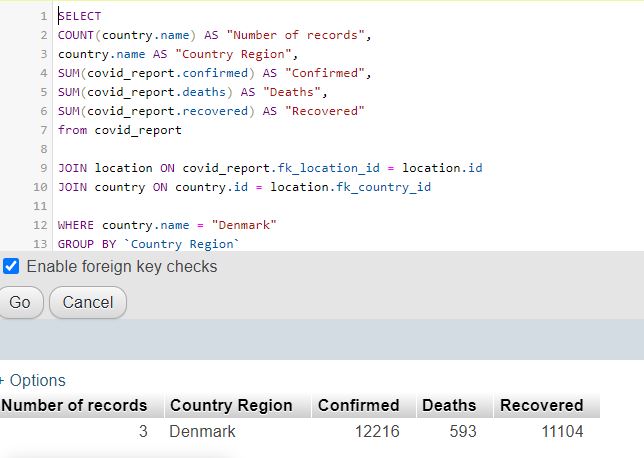 1 SELECT
2 COUNT(country.name) AS "Number of records",
3 country.name AS "Country Region",
4 SUM(covid_report.confirmed) AS "Confirmed",
5 SUM(covid_report.deaths) AS "Deaths",
6 SUM(covid_report.recovered) AS "Recovered"
7 from covid_report
8
9 JOIN location ON covid_report.fk_location_id = location.id
10 JOIN country ON country.id = location.fk_country_id
11
12 WHERE country.name = "Denmark"
13 GROUP BY `Country Region`
Enable foreign key checks
Go Cancel
+ Options
Number of records Country Region Confirmed Deaths Recovered
3 Denmark 12216 593 11104